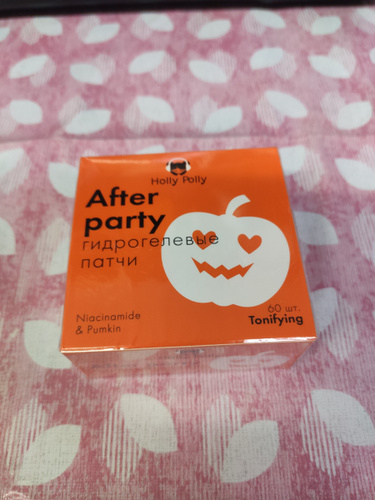 Holly Polly
After
party
гидрогелевые
патчи
Niacinamide
& Pumkin
60 шт.
Tonifying